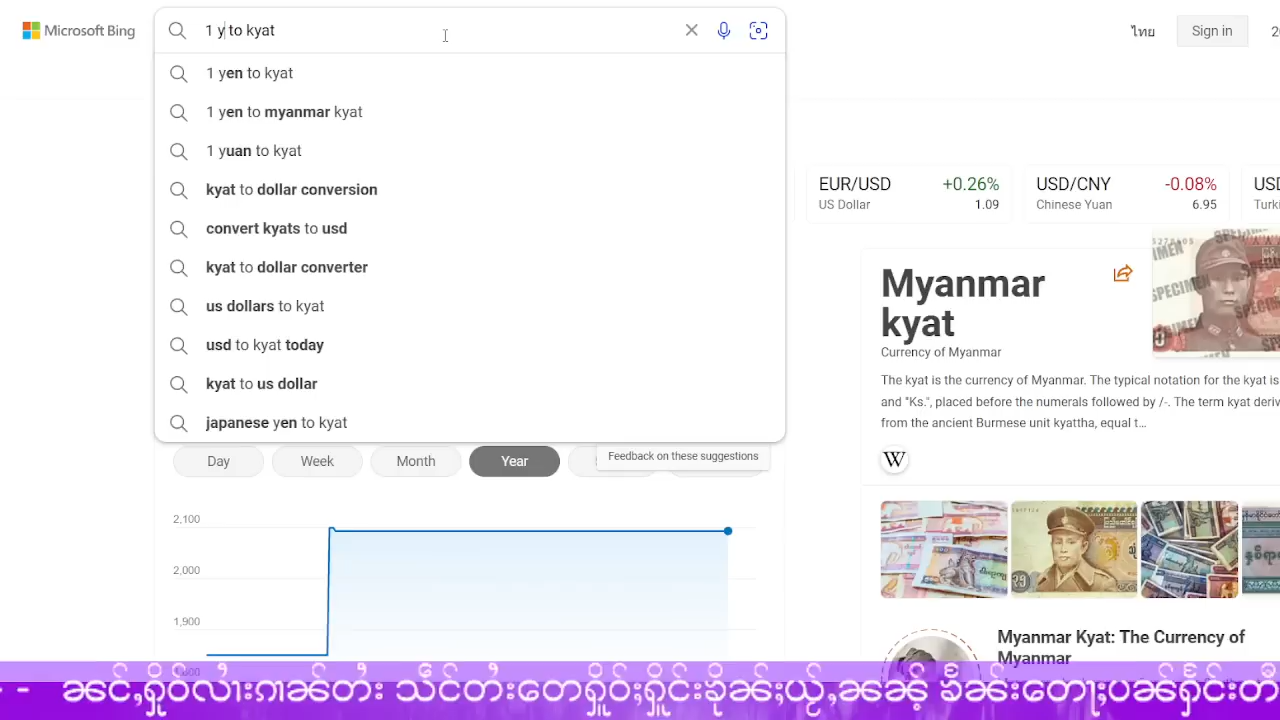 Microsoft Bing
1 y to kyat
ไทย
Sign in
1 yen to kyat
1 yen to myanmar kyat
1 yuan to kyat
kyat to dollar conversion
convert kyats to usd
kyat to dollar converter
us dollars to kyat
usd to kyat today
kyat to us dollar
japanese yen to kyat
Feedback on these suggestions
EUR/USD +0.26%
US Dollar 1.09
USD/CNY -0.08%
Chinese Yuan 6.95
Myanmar
kyat
Currency of Myanmar
The kyat is the currency of Myanmar. The typical notation for the kyat is
and "Ks.", placed before the numerals followed by /-. The term kyat deriv
from the ancient Burmese unit kyattha, equal t...
W
SPECIMEN
Day Week Month Year
2,100
2,000
1,900
Myanmar Kyat: The Currency of
Myanmar